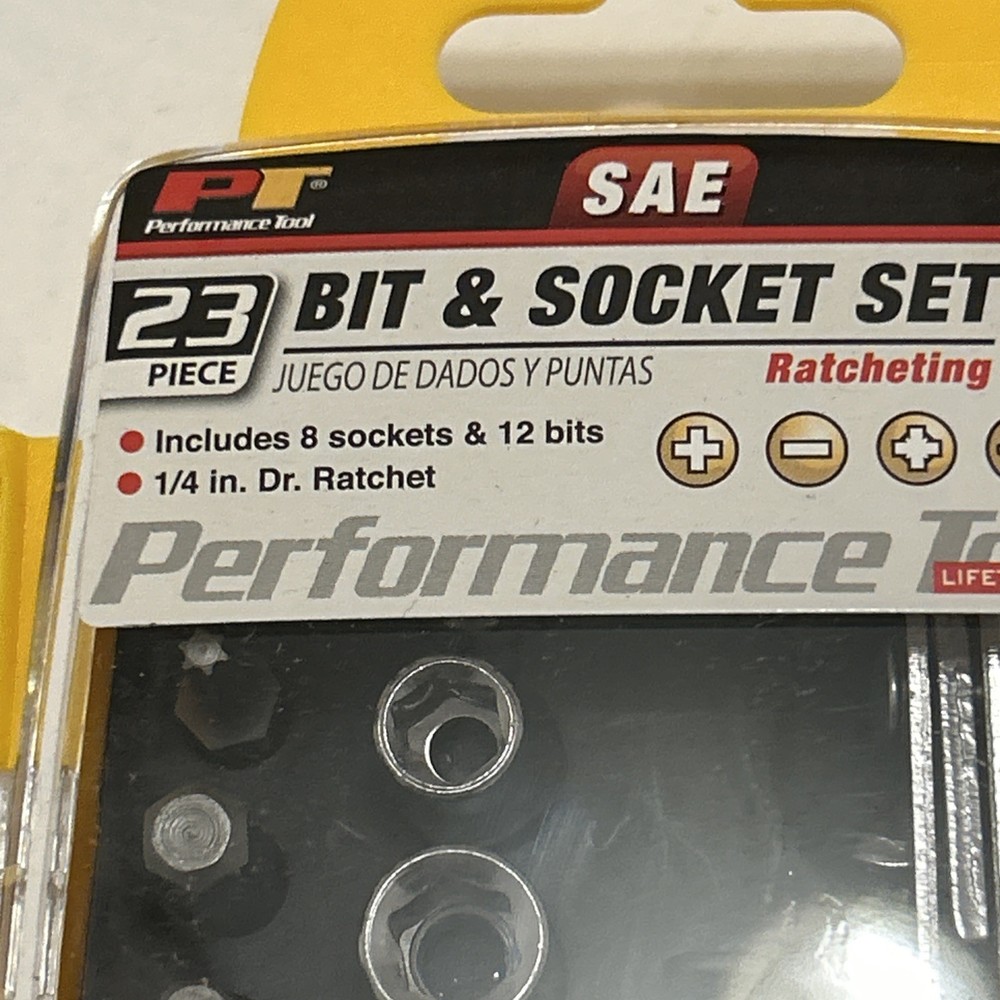 PT®
Performance Tool
SAE
23
PIECE
BIT & SOCKET SET
JUEGO DE DADOS Y PUNTAS
Ratcheting
Includes 8 sockets & 12 bits
1/4 in. Dr. Ratchet
Performance